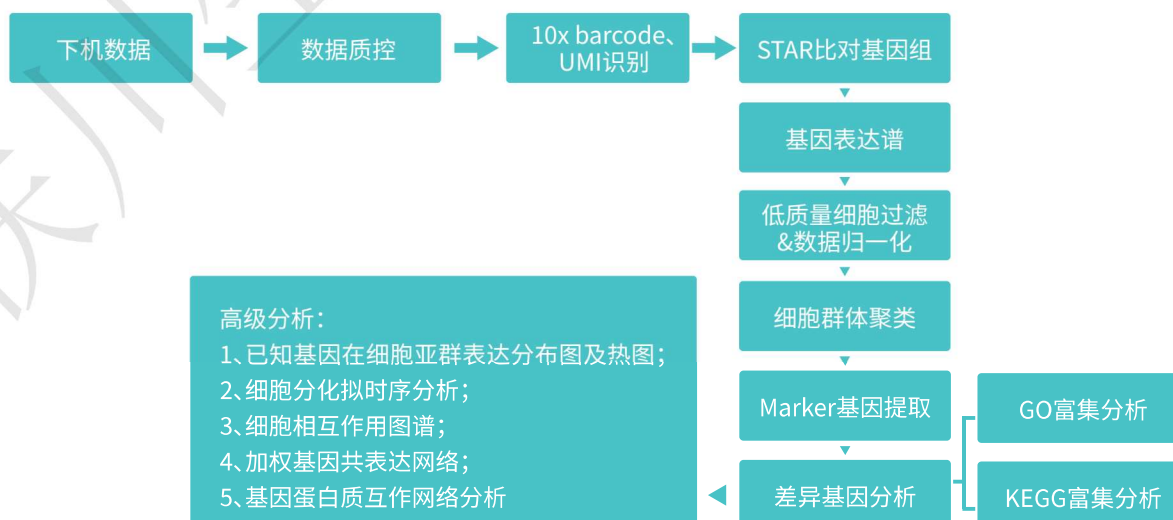 下机数据
数据质控
10x barcode、
UMI识别
STAR比对基因组
基因表达谱
低质量细胞过滤
&数据归一化
细胞群体聚类
Marker基因提取
差异基因分析
GO富集分析
KEGG富集分析
高级分析：
1、已知基因在细胞亚群表达分布图及热图；
2、细胞分化拟时序分析；
3、细胞相互作用图谱；
4、加权基因共表达网络；
5、基因蛋白质互作网络分析